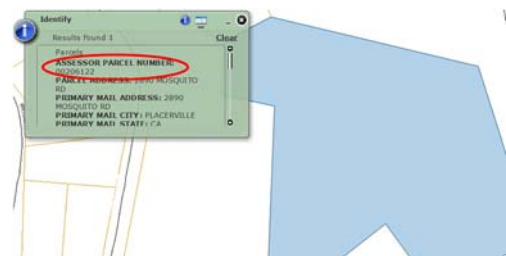 Identify
Results found 1
Clear
Parcels
ASSESSOR PARCEL NUMBER:
00206122
PARCEL ADDRESS: 2890 MOSQUITO
RD
PRIMARY MAIL ADDRESS: 2890
MOSQUITO RD
PRIMARY MAIL CITY: PLACERVILLE
PRIMARY MAIL STATE: CA